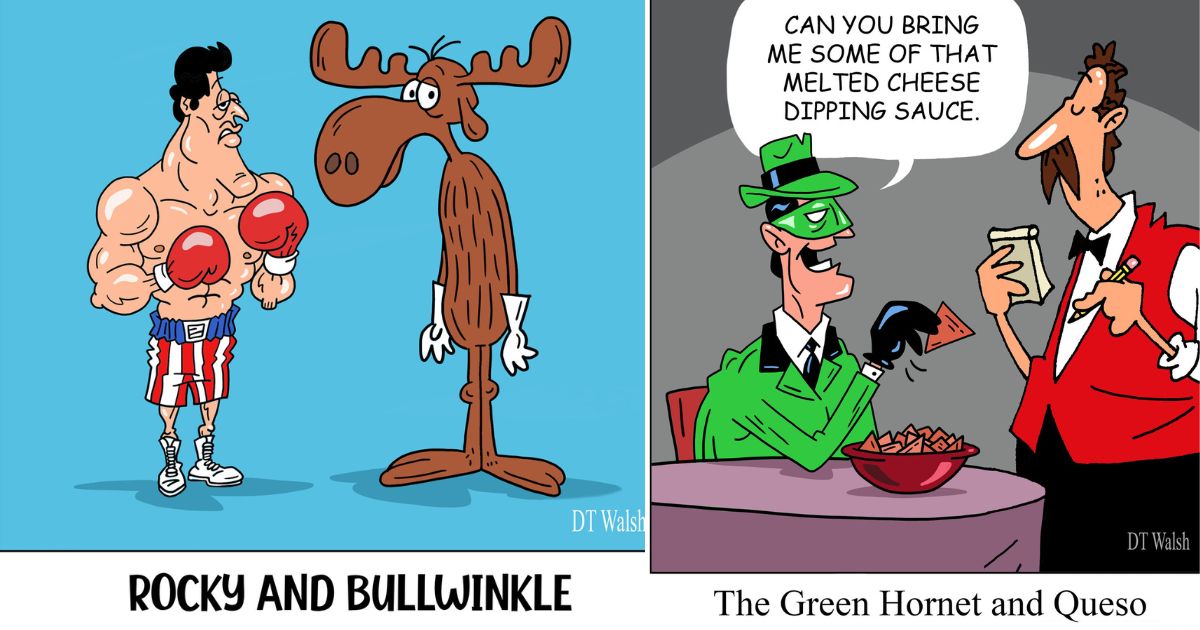 DT Walsh
ROCKY AND BULLWINKLE
CAN YOU BRING
ME SOME OF THAT
MELTED CHEESE
DIPPING SAUCE.
DT Walsh
The Green Hornet and Queso